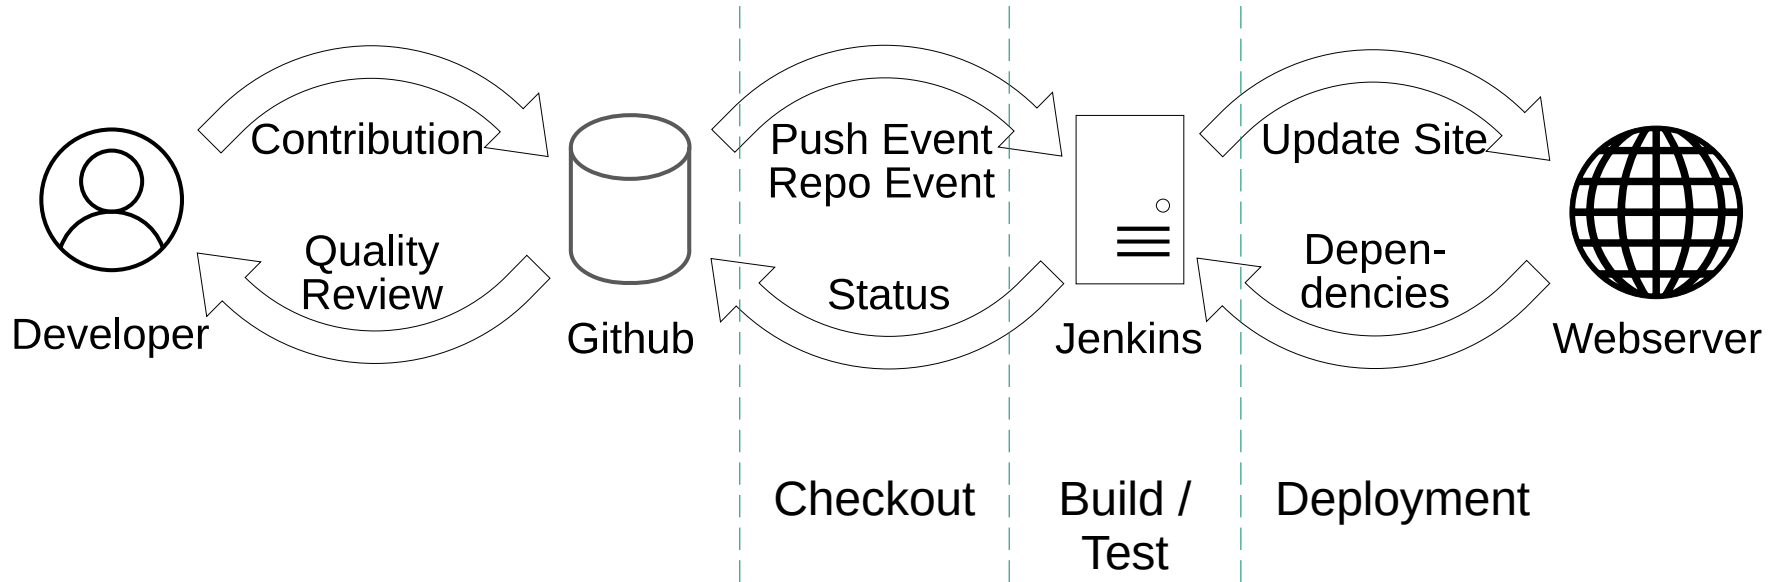 Contribution
Push Event
Repo Event
Update Site
Quality
Review
Status
Depen-
dencies
Developer
Github
Jenkins
Webserver
Checkout
Build /
Test
Deployment